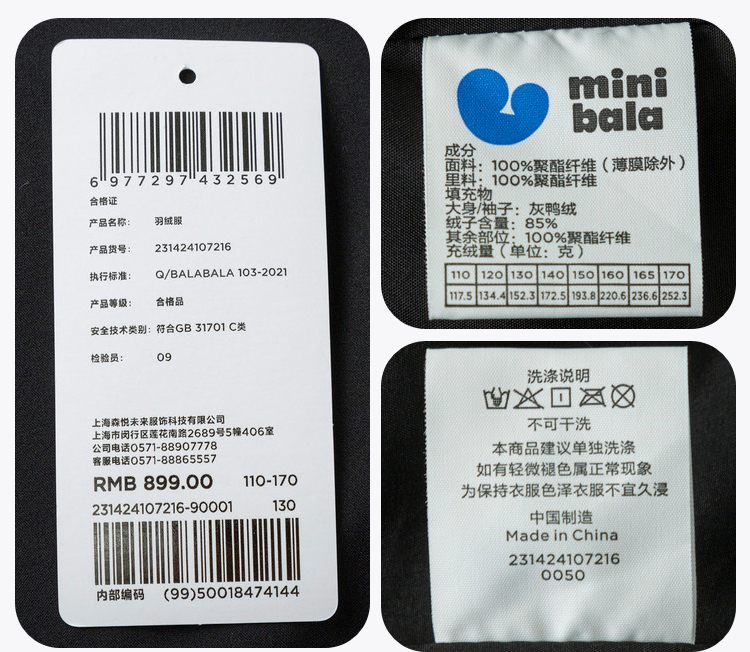 6 977297 432569
合格证
产品名称: 羽绒服
产品货号: 231424107216
执行标准: Q/BALABALA 103-2021
产品等级: 合格品
安全技术类别: 符合GB 31701 C类
检验员: 09
上海森悦未来服饰科技有限公司
上海市闵行区莲花南路2689号5幢406室
公司电话0571-88907778
客服电话0571-88865557
RMB 899.00 110-170
231424107216-90001 130
内部编码 (99)50018474144
mini
bala
成分
面料: 100%聚酯纤维 (薄膜除外)
里料: 100%聚酯纤维
填充物
大身/袖子: 灰鸭绒
绒子含量: 85%
其余部位: 100%聚酯纤维
充绒量 (单位: 克)
110 120 130 140 150 160 165 170
117.5 134.4 152.3 172.5 193.8 220.6 236.6 252.3
洗涤说明
不可干洗
本商品建议单独洗涤
如有轻微褪色属正常现象
为保持衣服色泽衣服不宜久浸
中国制造
Made in China
231424107216
0050